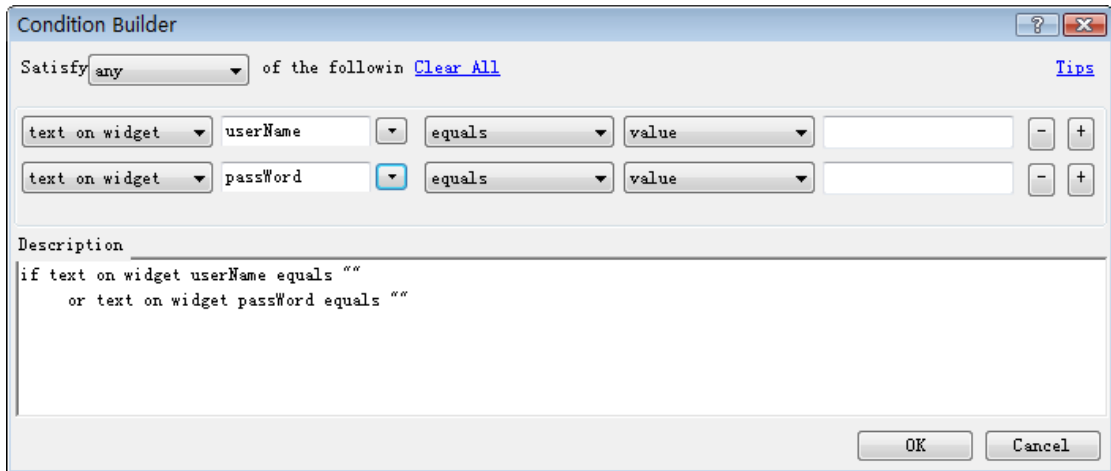 Condition Builder
Satisfy any of the followin Clear All Tips
text on widget userName equals value - +
text on widget passWord equals value - +
Description
if text on widget userName equals ""
or text on widget passWord equals ""
OK Cancel